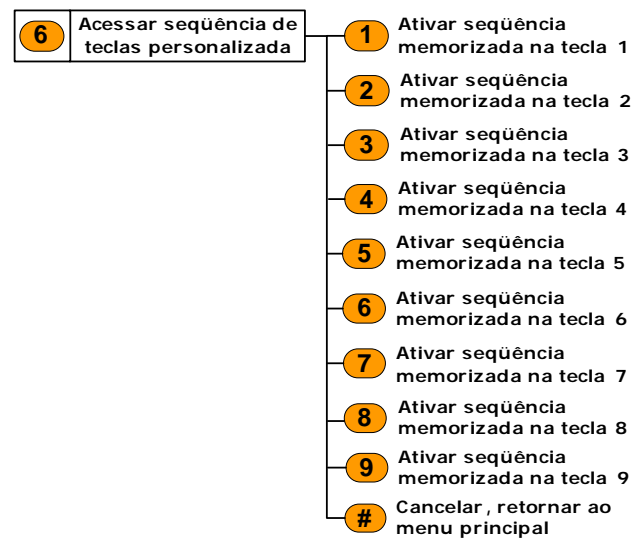 6
Acessar seqüência de
teclas personalizada
1
Ativar seqüência
memorizada na tecla 1
2
Ativar seqüência
memorizada na tecla 2
3
Ativar seqüência
memorizada na tecla 3
4
Ativar seqüência
memorizada na tecla 4
5
Ativar seqüência
memorizada na tecla 5
6
Ativar seqüência
memorizada na tecla 6
7
Ativar seqüência
memorizada na tecla 7
8
Ativar seqüência
memorizada na tecla 8
9
Ativar seqüência
memorizada na tecla 9
#
Cancelar, retornar ao
menu principal